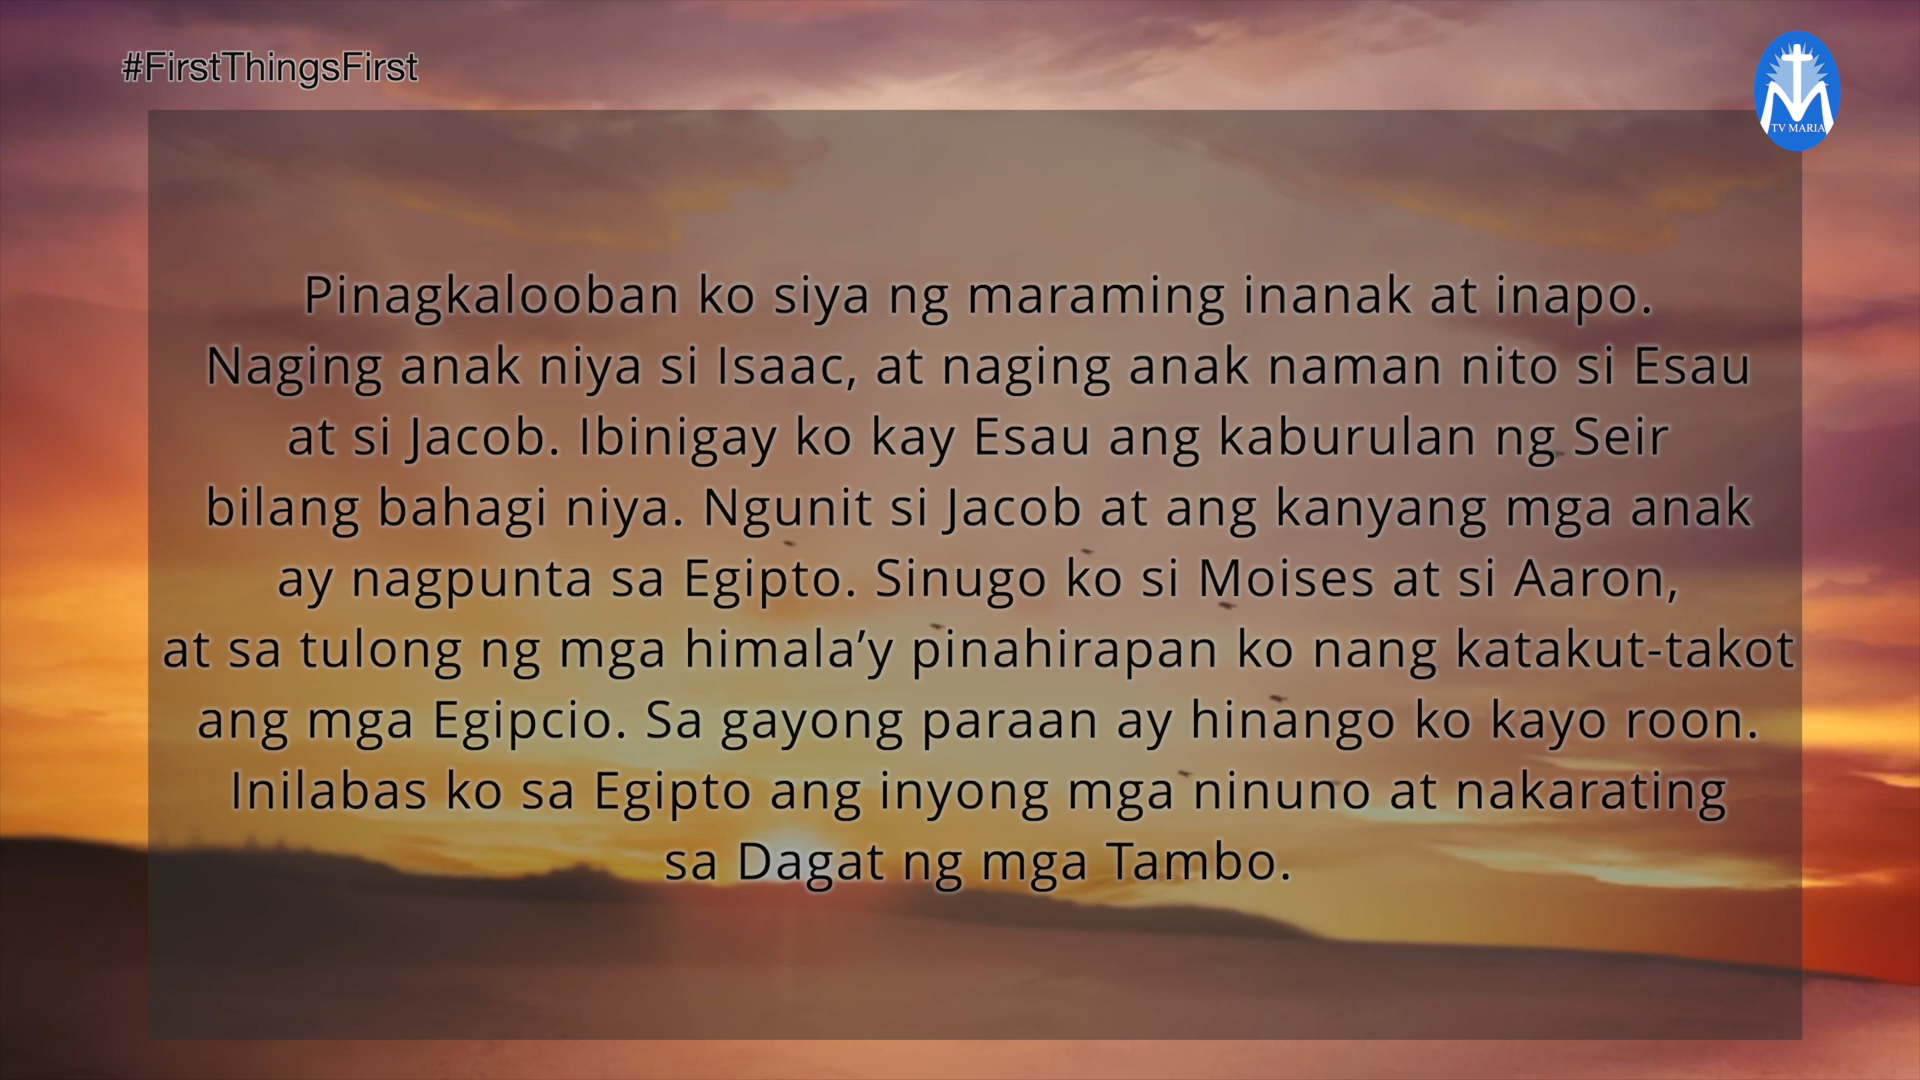 #FirstThingsFirst
TV MARIA
Pinagkalooban ko siya ng maraming inanak at inapo.
Naging anak niya si Isaac, at naging anak naman nito si Esau
at si Jacob. Ibinigay ko kay Esau ang kaburulan ng Seir
bilang bahagi niya. Ngunit si Jacob at ang kanyang mga anak
ay nagpunta sa Egipto. Sinugo ko si Moises at si Aaron,
at sa tulong ng mga himala’y pinahirapan ko nang katakut-takot
ang mga Egipcio. Sa gayong paraan ay hinango ko kayo roon.
Inilabas ko sa Egipto ang inyong mga ninuno at nakarating
sa Dagat ng mga Tambo.